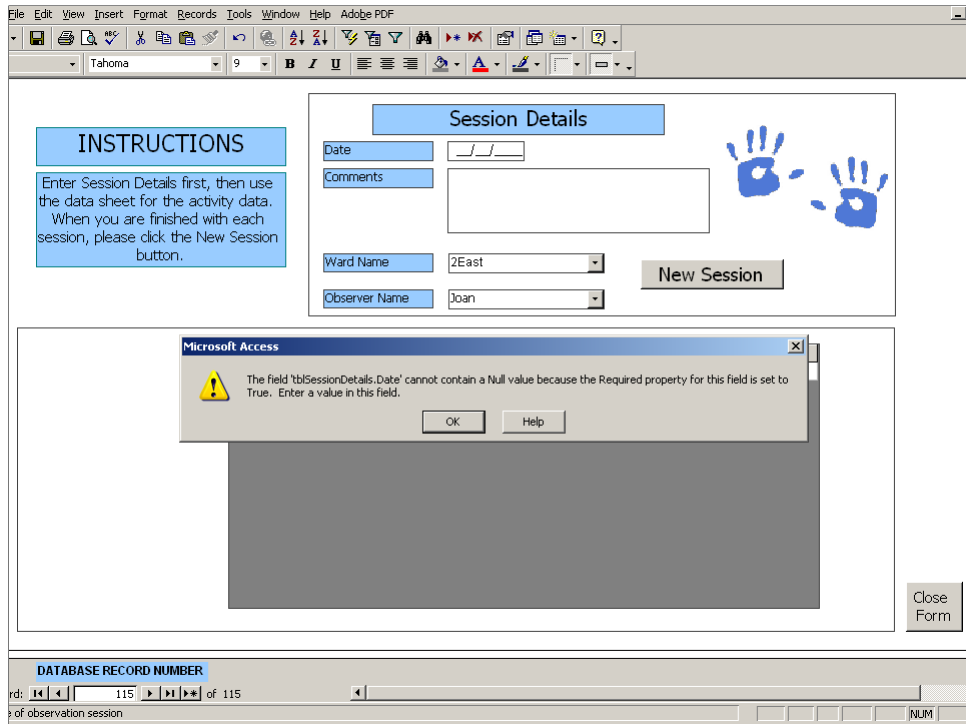 File Edit View Insert Format Records Tools Window Help Adobe PDF
Tahoma 9 B I U
Session Details
INSTRUCTIONS
Enter Session Details first, then use
the data sheet for the activity data.
When you are finished with each
session, please click the New Session
button.
Date __/__/____
Comments
Ward Name 2East
New Session
Observer Name Joan
Microsoft Access
The field 'tblSessionDetails.Date' cannot contain a Null value because the Required property for this field is set to
True. Enter a value in this field.
OK Help
Close
Form
DATABASE RECORD NUMBER
rd: 115 of 115
e of observation session
NUM